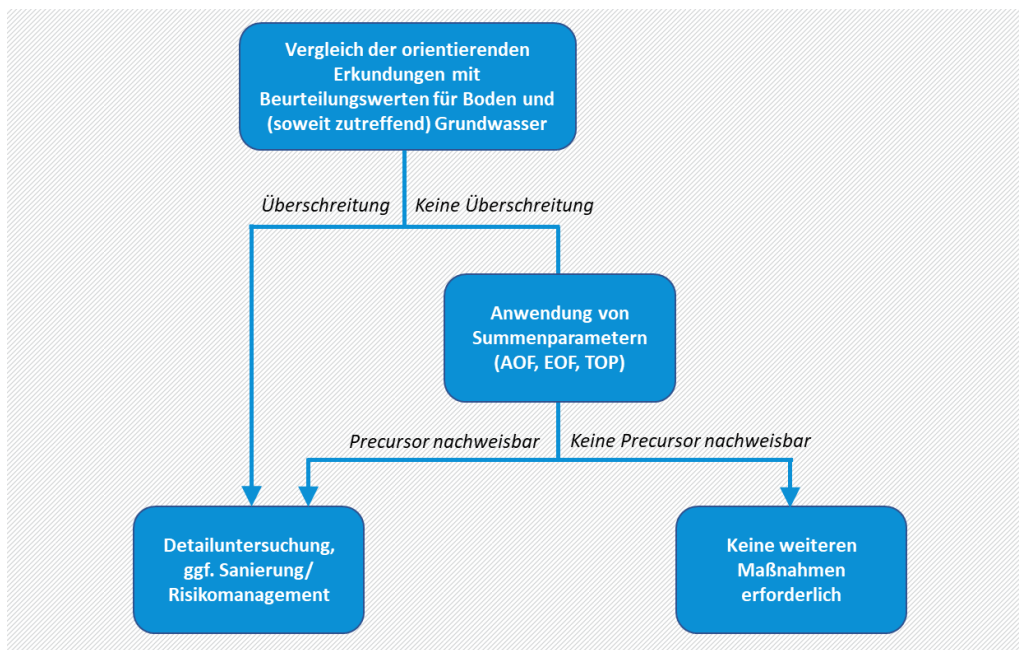 Vergleich der orientierenden
Erkundungen mit
Beurteilungswerten für Boden und
(soweit zutreffend) Grundwasser
Überschreitung
Keine Überschreitung
Anwendung von
Summenparametern
(AOF, EOF, TOP)
Precursor nachweisbar
Keine Precursor nachweisbar
Detailuntersuchung,
ggf. Sanierung/
Risikomanagement
Keine weiteren
Maßnahmen
erforderlich